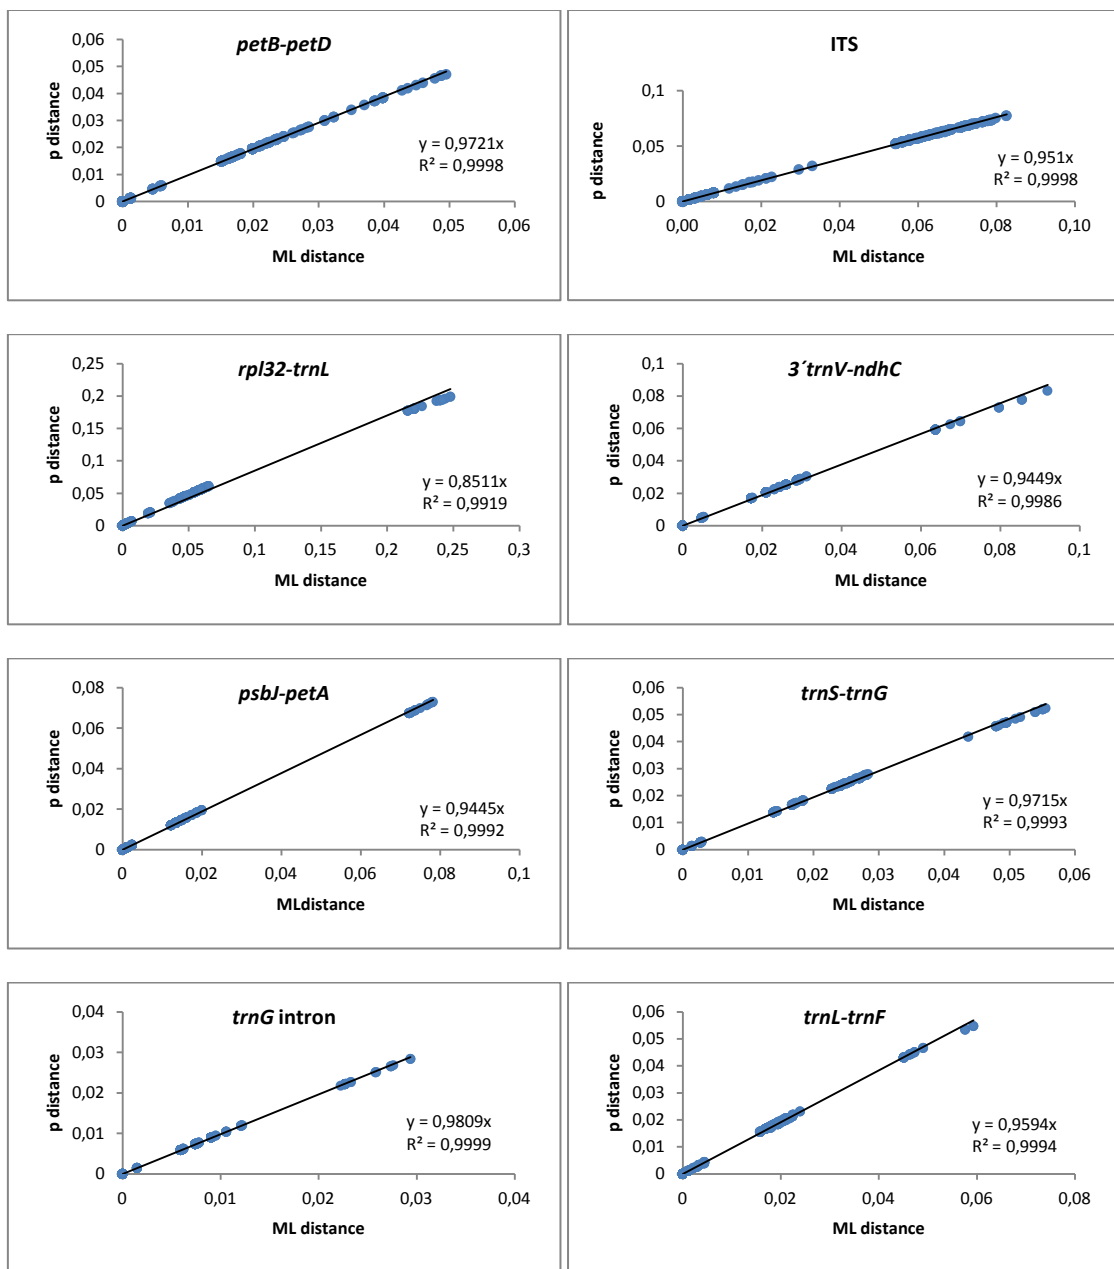 petB-petD
0,06
0,05
0,04
0,03
0,02
0,01
0
p distance
y = 0,9721x
R² = 0,9998
0 0,01 0,02 0,03 0,04 0,05 0,06
ML distance
ITS
0,1
0,05
0
p distance
y = 0,951x
R² = 0,9998
0,00 0,02 0,04 0,06 0,08 0,10
ML distance
rpl32-trnL
0,25
0,2
0,15
0,1
0,05
0
p distance
y = 0,8511x
R² = 0,9919
0 0,05 0,1 0,15 0,2 0,25 0,3
ML distance
3´trnV-ndhC
0,1
0,08
0,06
0,04
0,02
0
p distance
y = 0,9449x
R² = 0,9986
0 0,02 0,04 0,06 0,08 0,1
ML distance
psbJ-petA
0,08
0,06
0,04
0,02
0
p distance
y = 0,9445x
R² = 0,9992
0 0,02 0,04 0,06 0,08 0,1
MLdistance
trnS-trnG
0,06
0,05
0,04
0,03
0,02
0,01
0
p distance
y = 0,9715x
R² = 0,9993
0 0,01 0,02 0,03 0,04 0,05 0,06
ML distance
trnG intron
0,04
0,03
0,02
0,01
0
p distance
y = 0,9809x
R² = 0,9999
0 0,01 0,02 0,03 0,04
ML distance
trnL-trnF
0,06
0,05
0,04
0,03
0,02
0,01
0
p distance
y = 0,9594x
R² = 0,9994
0 0,02 0,04 0,06 0,08
ML distance